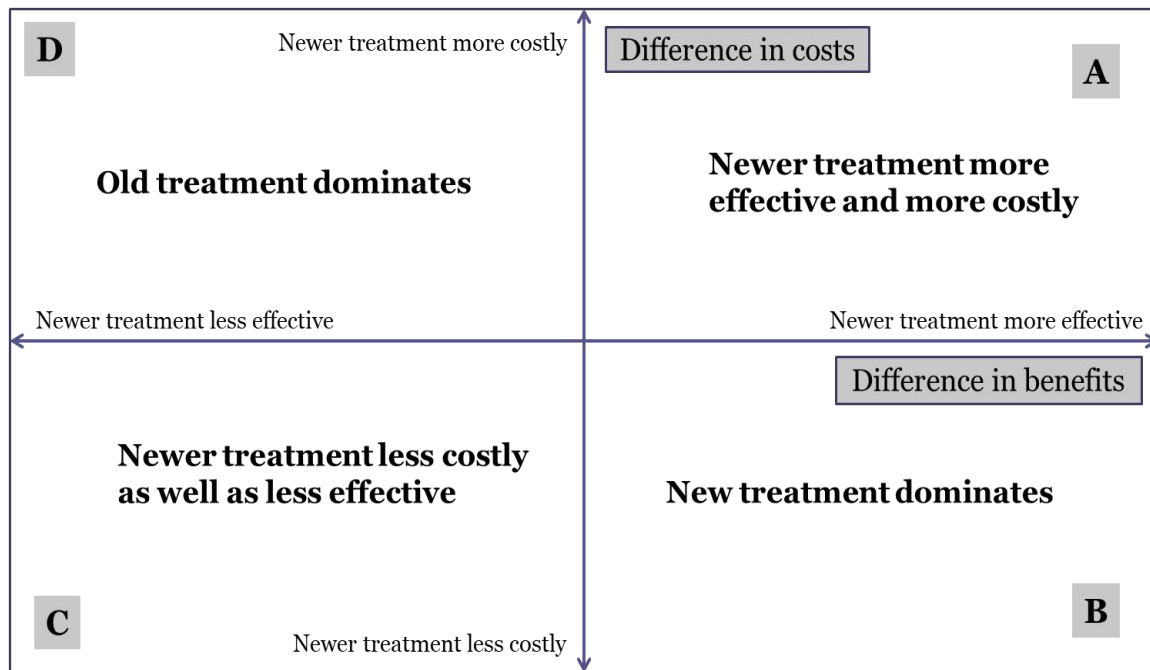 D
Newer treatment more costly
Difference in costs
A
Old treatment dominates
Newer treatment more
effective and more costly
Newer treatment less effective
Newer treatment more effective
Difference in benefits
Newer treatment less costly
as well as less effective
New treatment dominates
C
Newer treatment less costly
B